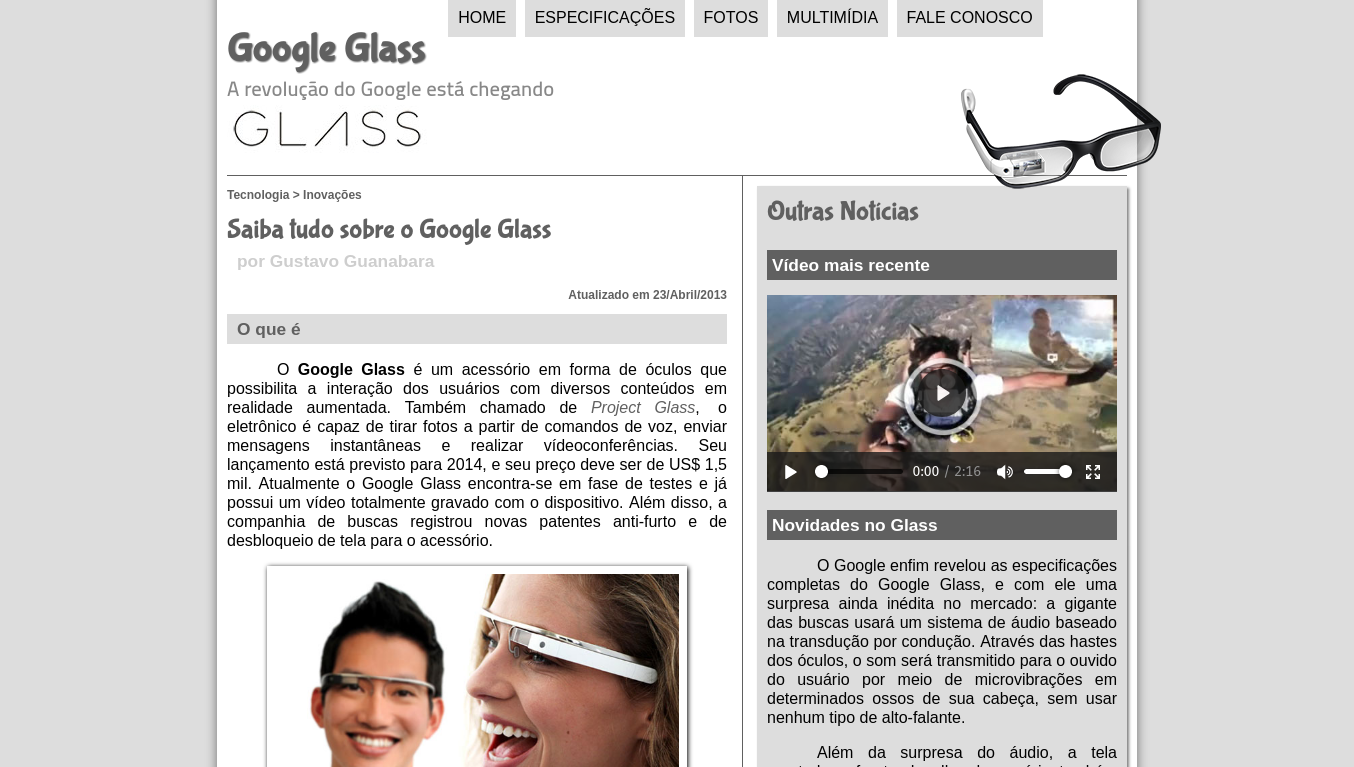 HOME ESPECIFICAÇÕES FOTOS MULTIMÍDIA FALE CONOSCO
Google Glass
A revolução do Google está chegando
GLASS
Tecnologia > Inovações
Saiba tudo sobre o Google Glass
por Gustavo Guanabara
Atualizado em 23/Abril/2013
O que é
O Google Glass é um acessório em forma de óculos que
possibilita a interação dos usuários com diversos conteúdos em
realidade aumentada. Também chamado de Project Glass, o
eletrônico é capaz de tirar fotos a partir de comandos de voz, enviar
mensagens instantâneas e realizar vídeoconferências. Seu
lançamento está previsto para 2014, e seu preço deve ser de US$ 1,5
mil. Atualmente o Google Glass encontra-se em fase de testes e já
possui um vídeo totalmente gravado com o dispositivo. Além disso, a
companhia de buscas registrou novas patentes anti-furto e de
desbloqueio de tela para o acessório.
Outras Notícias
Vídeo mais recente
0:00 / 2:16
Novidades no Glass
O Google enfim revelou as especificações
completas do Google Glass, e com ele uma
surpresa ainda inédita no mercado: a gigante
das buscas usará um sistema de áudio baseado
na transdução por condução. Através das hastes
dos óculos, o som será transmitido para o ouvido
do usuário por meio de microvibrações em
determinados ossos de sua cabeça, sem usar
nenhum tipo de alto-falante.
Além da surpresa do áudio, a tela